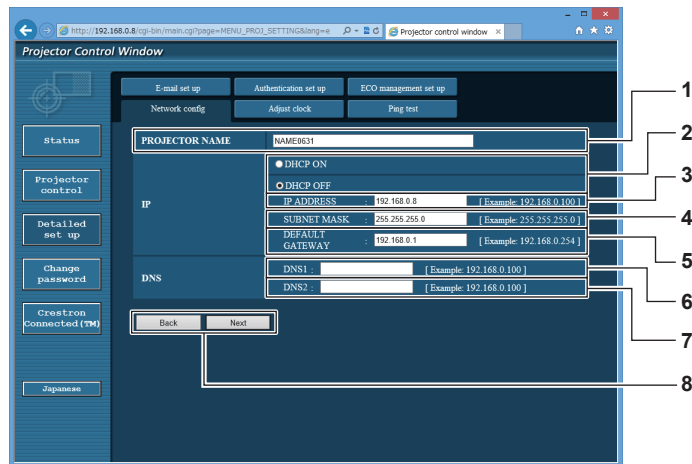 http://192.168.0.8/cgi-bin/main.cgi?page=MENU_PROJ_SETTING&lang=e
Projector control window
Projector Control Window
E-mail set up
Authentication set up
ECO management set up
Network config
Adjust clock
Ping test
Status
Projector control
Detailed set up
Change password
Crestron Connected(TM)
Japanese
PROJECTOR NAME NAME0631
IP
DHCP ON
DHCP OFF
IP ADDRESS : 192.168.0.8 [ Example: 192.168.0.100 ]
SUBNET MASK : 255.255.255.0 [ Example: 255.255.255.0 ]
DEFAULT GATEWAY : 192.168.0.1 [ Example: 192.168.0.254 ]
DNS
DNS1 : [ Example: 192.168.0.100 ]
DNS2 : [ Example: 192.168.0.100 ]
Back
Next
1
2
3
4
5
6
7
8